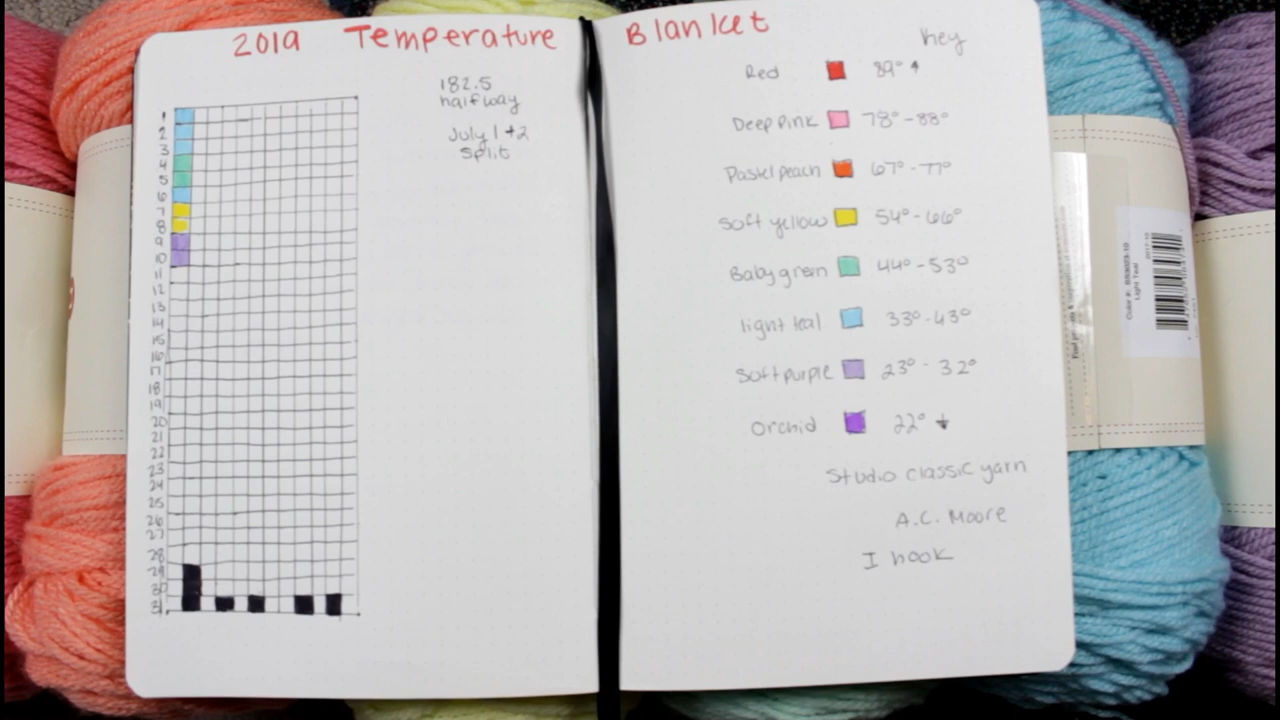 2019 Temperature Blanket
182.5
halfway
July 1 + 2
split
1
2
3
4
5
6
7
8
9
10
11
12
13
14
15
16
17
18
19
20
21
22
23
24
25
26
27
28
29
30
31
Key
Red 89° ↑
Deep pink 78° - 88°
Pastel peach 67° - 77°
Soft yellow 54° - 66°
Baby green 44° - 53°
light teal 33° - 43°
Soft purple 23° - 32°
Orchid 22° ↓
Studio classic yarn
A.C. Moore
I hook
Light Teal